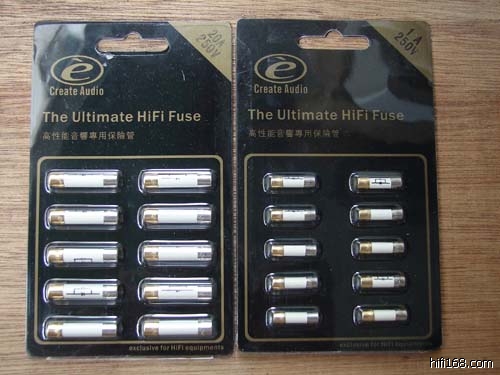 20A
250V
è
Create Audio
The Ultimate HiFi Fuse
高性能音響專用保險管
exclusive for HiFi equipments
1A
250V
è
Create Audio
The Ultimate HiFi Fuse
高性能音響專用保險管
exclusive for HiFi equipments
hifi168.com